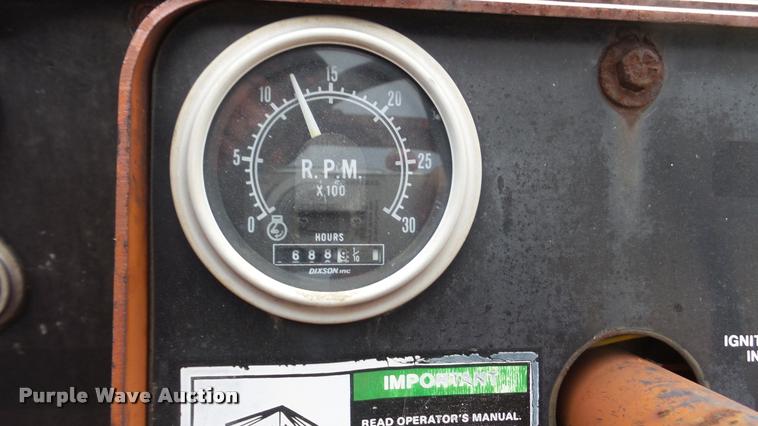 15
10 20
5 25
R.P.M.
X100
0 30
HOURS
1/10
DIXSON, INC
IMPORTANT
READ OPERATOR'S MANUAL
IGNIT
IN
Purple Wave Auction